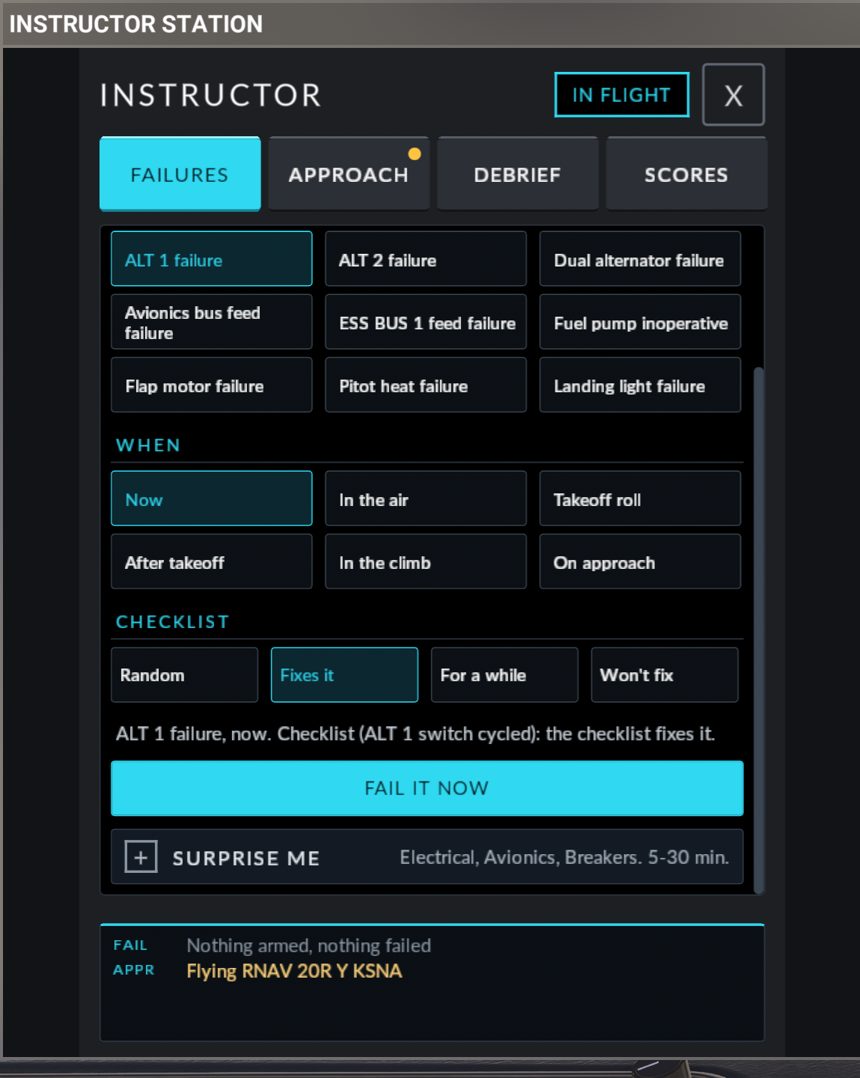 INSTRUCTOR STATION
INSTRUCTOR
IN FLIGHT
X
FAILURES
APPROACH
DEBRIEF
SCORES
ALT 1 failure
ALT 2 failure
Dual alternator failure
Avionics bus feed
failure
ESS BUS 1 feed failure
Fuel pump inoperative
Flap motor failure
Pitot heat failure
Landing light failure
WHEN
Now
In the air
Takeoff roll
After takeoff
In the climb
On approach
CHECKLIST
Random
Fixes it
For a while
Won't fix
ALT 1 failure, now. Checklist (ALT 1 switch cycled): the checklist fixes it.
FAIL IT NOW
+ SURPRISE ME
Electrical, Avionics, Breakers. 5-30 min.
FAIL Nothing armed, nothing failed
APPR Flying RNAV 20R Y KSNA